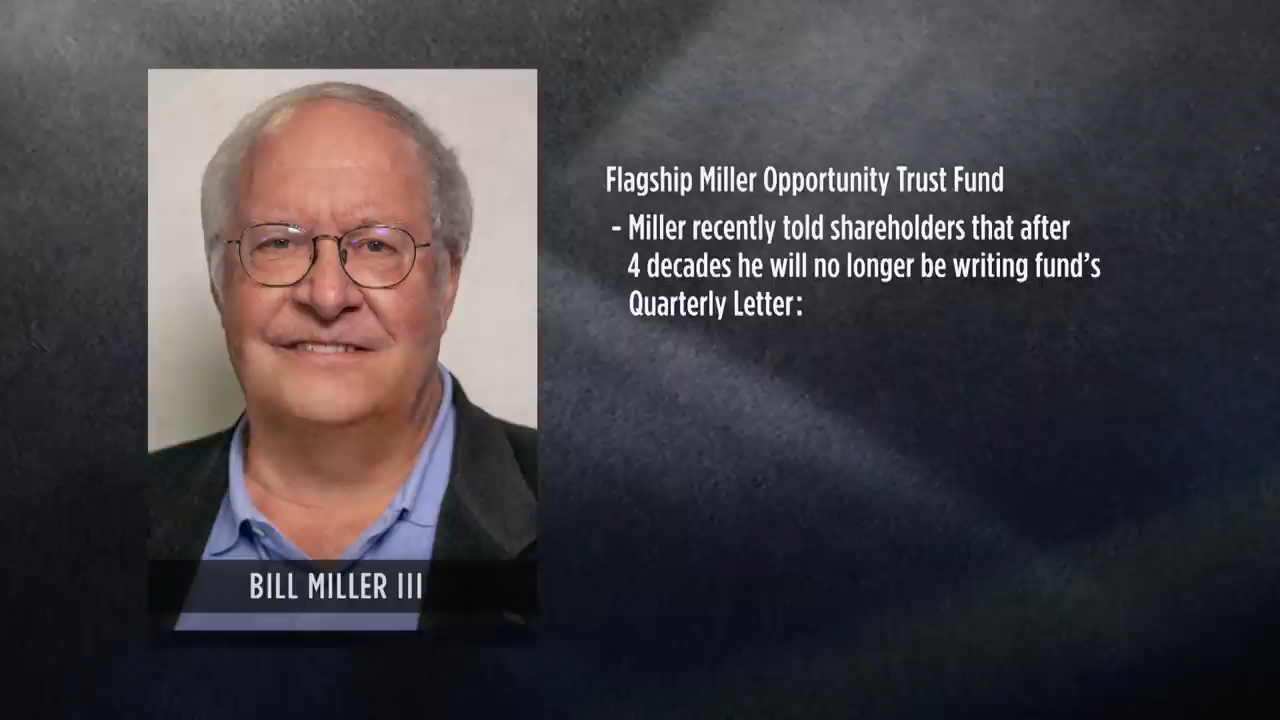 Flagship Miller Opportunity Trust Fund
- Miller recently told shareholders that after
4 decades he will no longer be writing fund's
Quarterly Letter:
BILL MILLER III